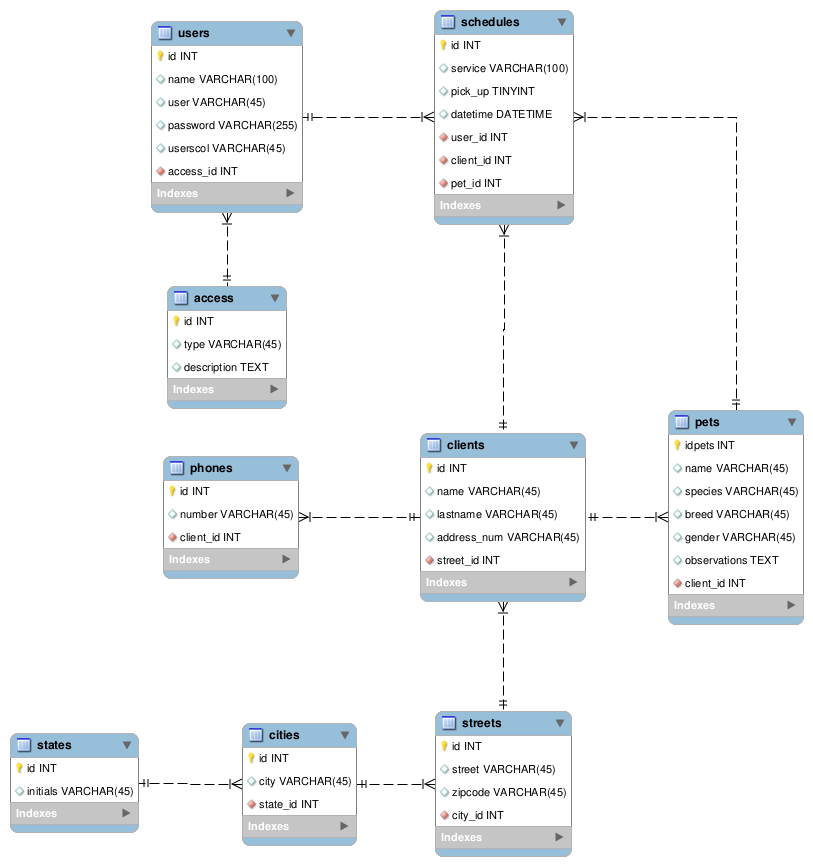 users
id INT
name VARCHAR(100)
user VARCHAR(45)
password VARCHAR(255)
userscol VARCHAR(45)
access_id INT
Indexes
schedules
id INT
service VARCHAR(100)
pick_up TINYINT
datetime DATETIME
user_id INT
client_id INT
pet_id INT
Indexes
access
id INT
type VARCHAR(45)
description TEXT
Indexes
phones
id INT
number VARCHAR(45)
client_id INT
Indexes
clients
id INT
name VARCHAR(45)
lastname VARCHAR(45)
address_num VARCHAR(45)
street_id INT
Indexes
pets
idpets INT
name VARCHAR(45)
species VARCHAR(45)
breed VARCHAR(45)
gender VARCHAR(45)
observations TEXT
client_id INT
Indexes
states
id INT
initials VARCHAR(45)
Indexes
cities
id INT
city VARCHAR(45)
state_id INT
Indexes
streets
id INT
street VARCHAR(45)
zipcode VARCHAR(45)
city_id INT
Indexes